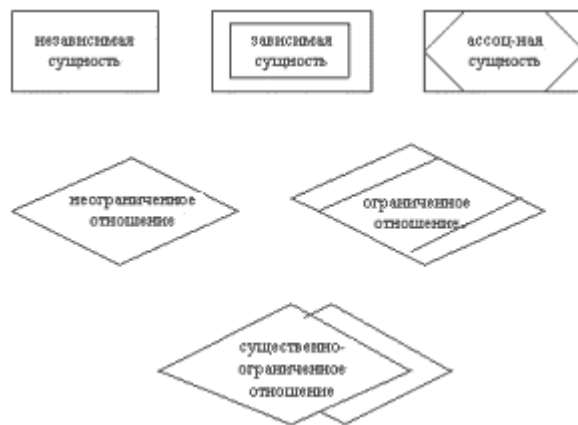 независимая
сущность
зависимая
сущность
ассоц-ная
сущность
неограниченное
отношение
ограниченное
отношение
существенно-
ограниченное
отношение